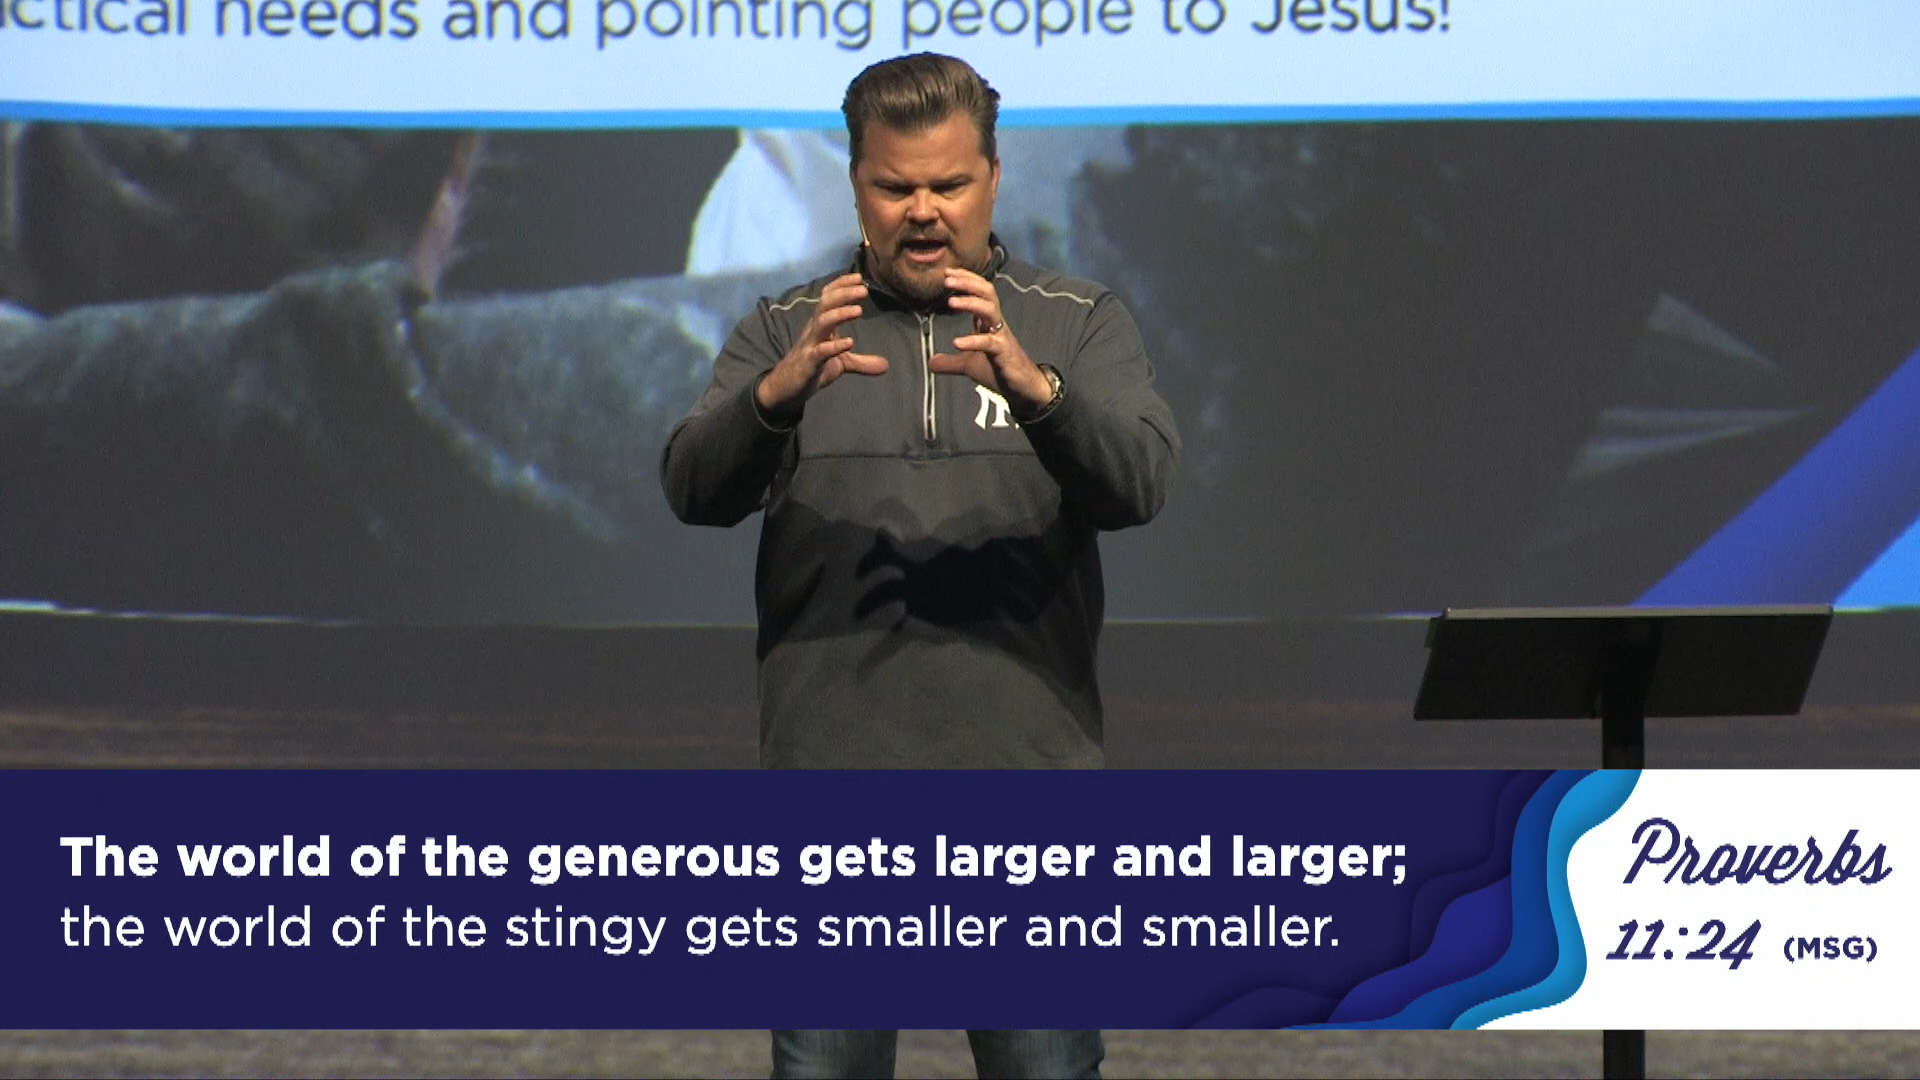 needs and pointing people to Jesus!
The world of the generous gets larger and larger;
the world of the stingy gets smaller and smaller.
Proverbs
11:24 (MSG)